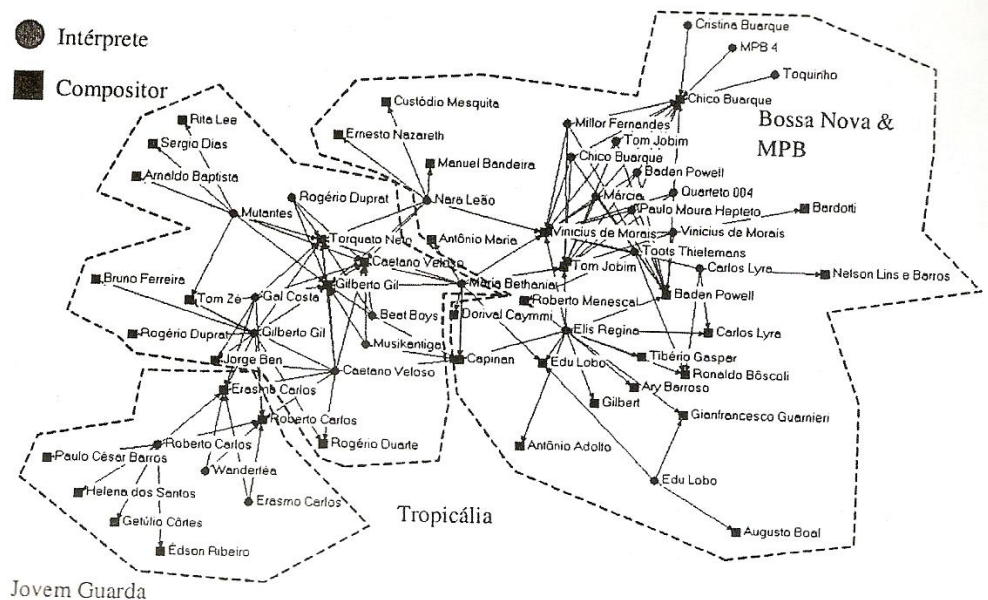 Intérprete
Compositor
Cristina Buarque
MPB 4
Toquinho
Chico Buarque
Bossa Nova &
MPB
Custódio Mesquita
Rita Lee
Millor Fernandes
Ernesto Nazareth
Sergio Dias
Tom Jobim
Chico Buarque
Manuel Bandeira
Baden Powell
Arnaldo Baptista
Márcia
Quarteto 004
Rogério Duprat
Nara Leão
Paulo Moura Hepteto
Bardotti
Mutantes
Vinicius de Morais
Vinicius de Morais
Torquato Neto
Antônio Maria
Toots Thielemans
Caetano Veloso
Tom Jobim
Carlos Lyra
Nelson Lins e Barros
Bruno Ferreira
Gilberto Gil
Maria Bethania
Baden Powell
Tom Zé
Gal Costa
Roberto Menescal
Beat Boys
Dorival Caymmi
Rogério Duprat
Gilberto Gil
Elis Regina
Carlos Lyra
Musikantiga
Jorge Ben
Capinan
Edu Lobo
Tibério Gaspar
Caetano Veloso
Ronaldo Bôscoli
Erasmo Carlos
Ary Barroso
Gilbert
Roberto Carlos
Gianfrancesco Guarnieri
Roberto Carlos
Rogério Duarte
Antônio Adolfo
Paulo César Barros
Wanderléa
Edu Lobo
Helena dos Santos
Erasmo Carlos
Tropicália
Getúlio Côrtes
Augusto Boal
Édson Ribeiro
Jovem Guarda